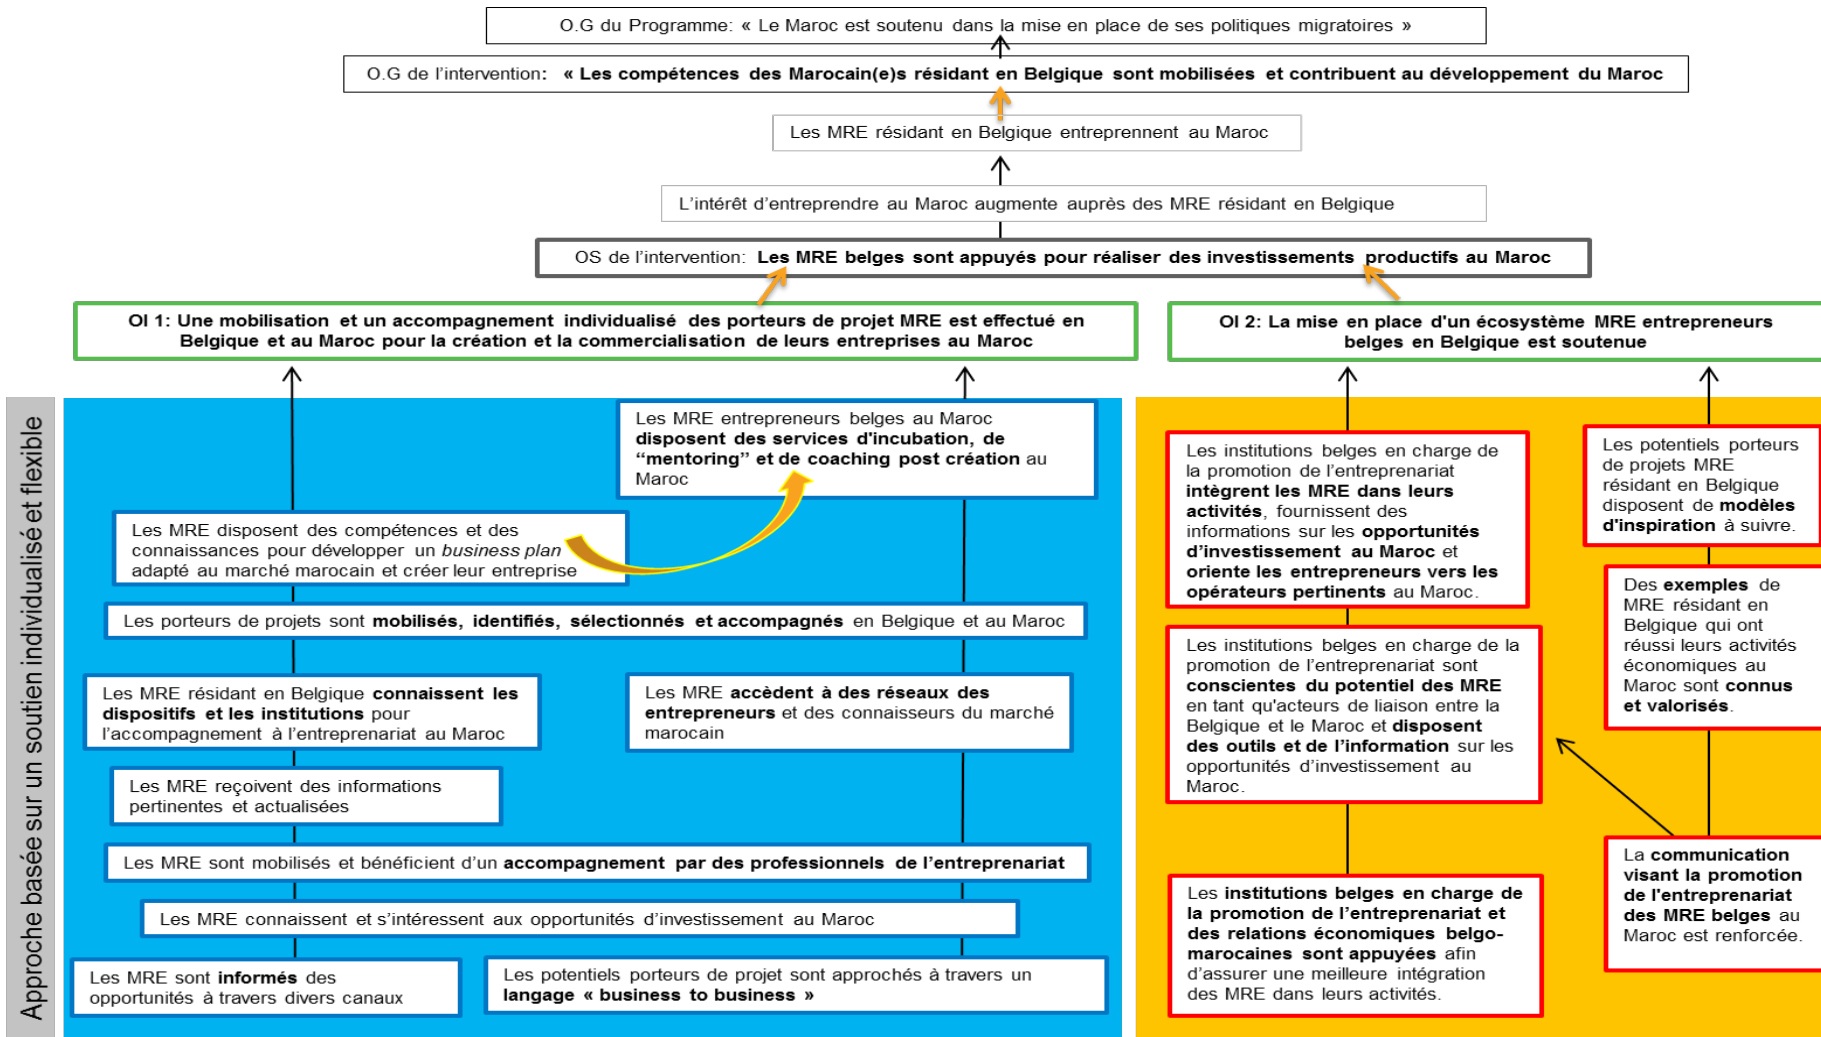 O.G du Programme: « Le Maroc est soutenu dans la mise en place de ses politiques migratoires »
O.G de l'intervention: « Les compétences des Marocain(e)s résidant en Belgique sont mobilisées et contribuent au développement du Maroc
Les MRE résidant en Belgique entreprennent au Maroc
L'intérêt d'entreprendre au Maroc augmente auprès des MRE résidant en Belgique
OS de l'intervention: Les MRE belges sont appuyés pour réaliser des investissements productifs au Maroc
OI 1: Une mobilisation et un accompagnement individualisé des porteurs de projet MRE est effectué en
Belgique et au Maroc pour la création et la commercialisation de leurs entreprises au Maroc
OI 2: La mise en place d'un écosystème MRE entrepreneurs
belges en Belgique est soutenue
Approche basée sur un soutien individualisé et flexible
Les MRE entrepreneurs belges au Maroc
disposent des services d'incubation, de
“mentoring” et de coaching post création au
Maroc
Les MRE disposent des compétences et des
connaissances pour développer un business plan
adapté au marché marocain et créer leur entreprise
Les porteurs de projets sont mobilisés, identifiés, sélectionnés et accompagnés en Belgique et au Maroc
Les MRE résidant en Belgique connaissent les
dispositifs et les institutions pour
l'accompagnement à l'entreprenariat au Maroc
Les MRE accèdent à des réseaux des
entrepreneurs et des connaisseurs du marché
marocain
Les MRE reçoivent des informations
pertinentes et actualisées
Les MRE sont mobilisés et bénéficient d'un accompagnement par des professionnels de l'entreprenariat
Les MRE connaissent et s'intéressent aux opportunités d'investissement au Maroc
Les MRE sont informés des
opportunités à travers divers canaux
Les potentiels porteurs de projet sont approchés à travers un
langage « business to business »
Les institutions belges en charge de
la promotion de l'entreprenariat
intègrent les MRE dans leurs
activités, fournissent des
informations sur les opportunités
d'investissement au Maroc et
oriente les entrepreneurs vers les
opérateurs pertinents au Maroc.
Les institutions belges en charge de la
promotion de l'entreprenariat sont
conscientes du potentiel des MRE
en tant qu'acteurs de liaison entre la
Belgique et le Maroc et disposent
des outils et de l'information sur les
opportunités d'investissement au
Maroc.
Les institutions belges en charge de
la promotion de l'entreprenariat et
des relations économiques belgo-
marocaines sont appuyées afin
d'assurer une meilleure intégration
des MRE dans leurs activités.
Les potentiels porteurs
de projets MRE
résidant en Belgique
disposent de modèles
d'inspiration à suivre.
Des exemples de
MRE résidant en
Belgique qui ont
réussi leurs activités
économiques au
Maroc sont connus
et valorisés.
La communication
visant la promotion
de l'entreprenariat
des MRE belges au
Maroc est renforcée.